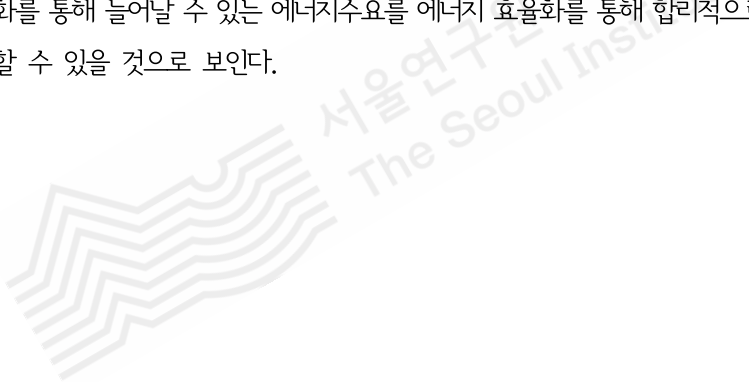 화를 통해 늘어날 수 있는 에너지수요를 에너지 효율화를 통해 합리적으
할 수 있을 것으로 보인다.
서울연구원
The Seoul Insti